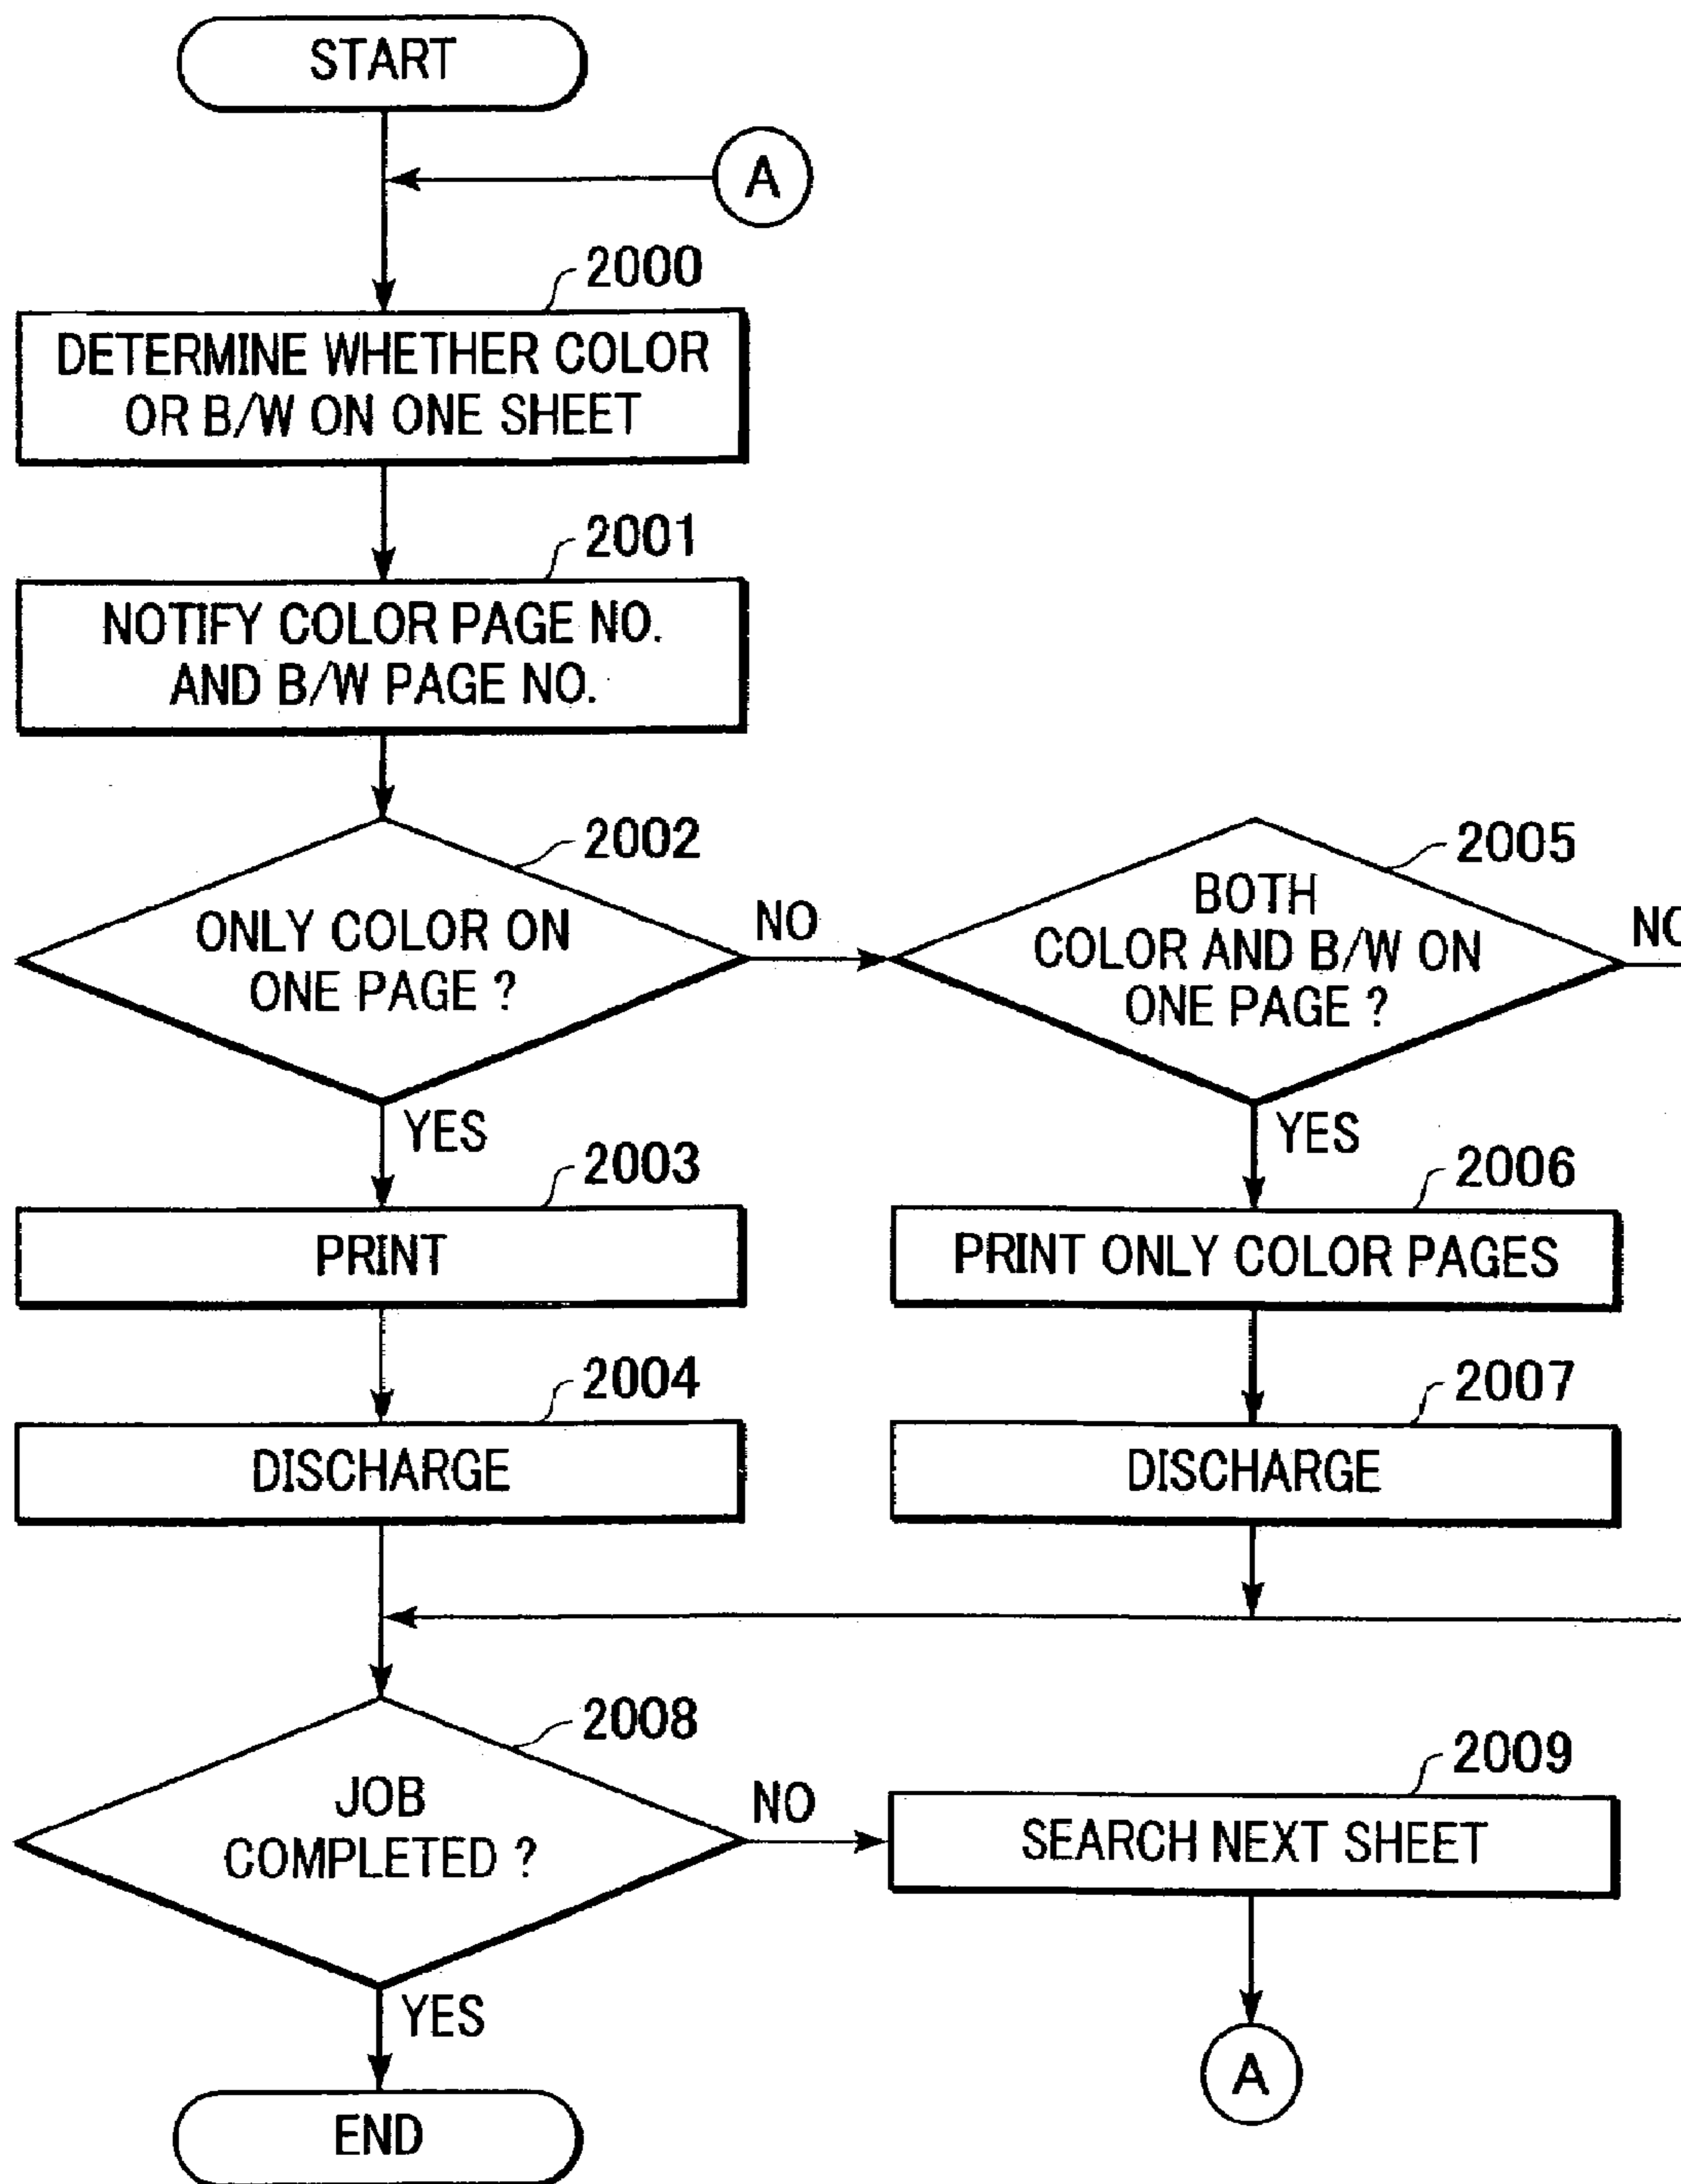 START
A
2000
DETERMINE WHETHER COLOR
OR B/W ON ONE SHEET
2001
NOTIFY COLOR PAGE NO.
AND B/W PAGE NO.
2002
ONLY COLOR ON
ONE PAGE ?
NO
2005
BOTH
COLOR AND B/W ON
ONE PAGE ?
NO
YES
YES
2003
PRINT
2006
PRINT ONLY COLOR PAGES
2004
DISCHARGE
2007
DISCHARGE
2008
JOB
COMPLETED ?
NO
2009
SEARCH NEXT SHEET
YES
A
END